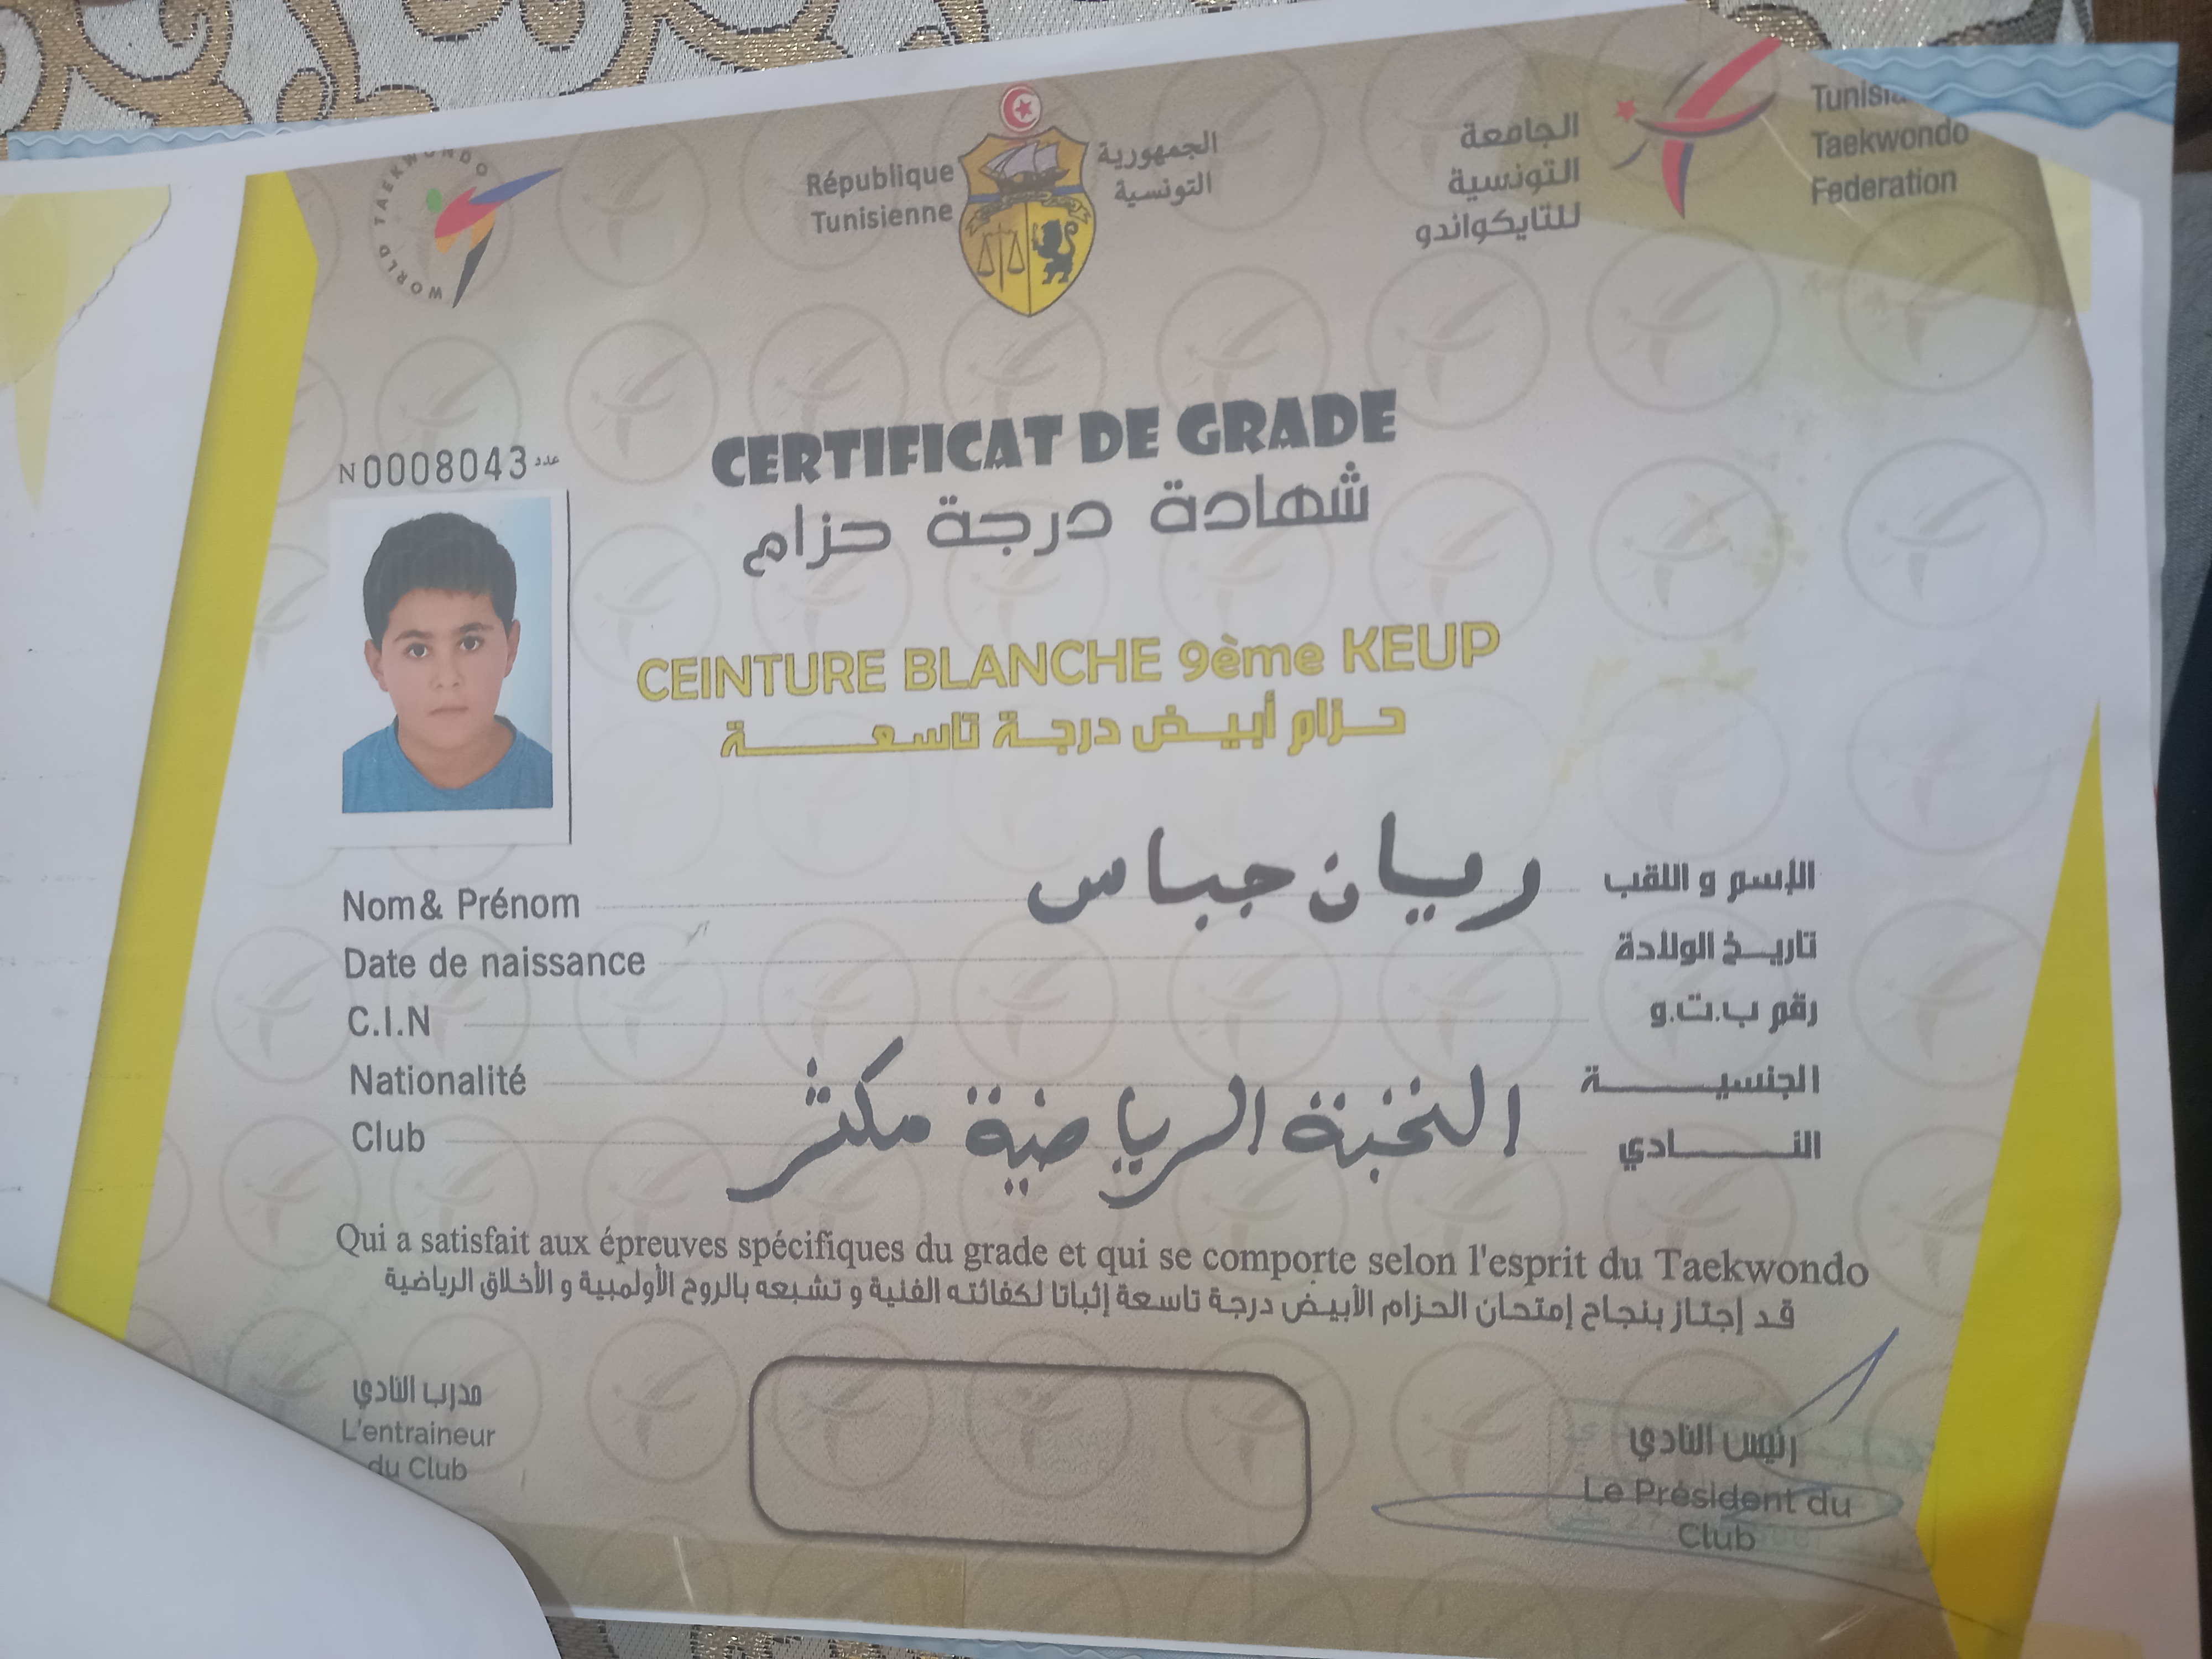 WORLD TAEKWONDO
République
Tunisienne
الجمهورية
التونسية
الجامعة
التونسية
للتايكواندو
Taekwondo
Federation
N 0008043 عدد
CERTIFICAT DE GRADE
شهادة درجة حزام
CEINTURE BLANCHE 9ème KEUP
حزام أبيض درجة تاسعة
Nom& Prénom ريان جباس الإسم و اللقب
Date de naissance تاريخ الولادة
C.I.N رقم ب.ت.و
Nationalité الجنسية
Club النخبة الرياضية مكثر النادي
Qui a satisfait aux épreuves spécifiques du grade et qui se comporte selon l'esprit du Taekwondo
قد إجتاز بنجاح إمتحان الحزام الأبيض درجة تاسعة إثباتا لكفائته الفنية و تشبعه بالروح الأولمبية و الأخلاق الرياضية
مدرب النادي
L'entraineur
du Club
رئيس النادي
Le Président du
Club